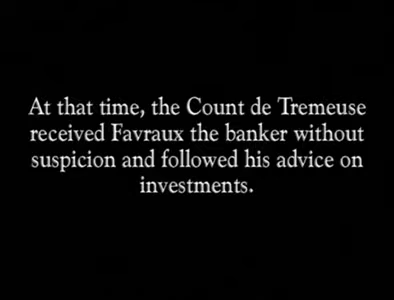 At that time, the Count de Tremeuse
received Favraux the banker without
suspicion and followed his advice on
investments.